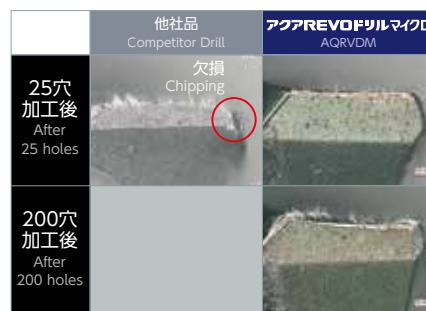 他社品
Competitor Drill
アクアREVOドリルマイクロ
AQRVDM
25穴
加工後
After
25 holes
欠損
Chipping
200穴
加工後
After
200 holes